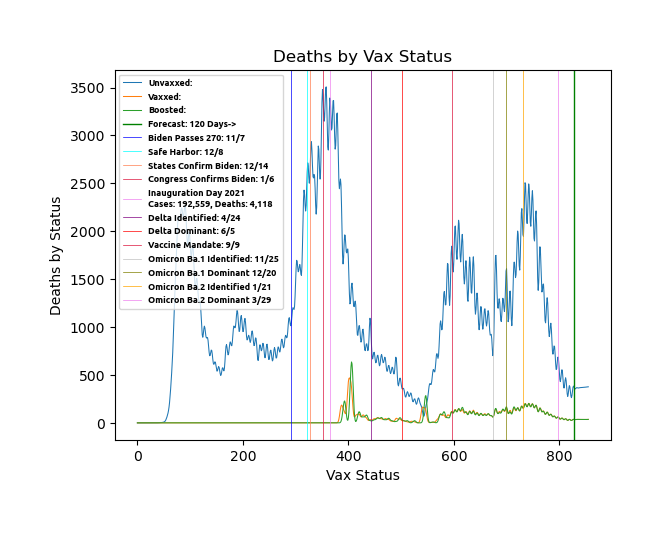 Deaths by Vax Status
3500
3000
2500
2000
1500
1000
500
0
Deaths by Status
Unvaxxed:
Vaxxed:
Boosted:
Forecast: 120 Days->
Biden Passes 270: 11/7
Safe Harbor: 12/8
States Confirm Biden: 12/14
Congress Confirms Biden: 1/6
Inauguration Day 2021
Cases: 192,559, Deaths: 4,118
Delta Identified: 4/24
Delta Dominant: 6/5
Vaccine Mandate: 9/9
Omicron Ba.1 Identified: 11/25
Omicron Ba.1 Dominant 12/20
Omicron Ba.2 Identified 1/21
Omicron Ba.2 Dominant 3/29
0 200 400 600 800
Vax Status